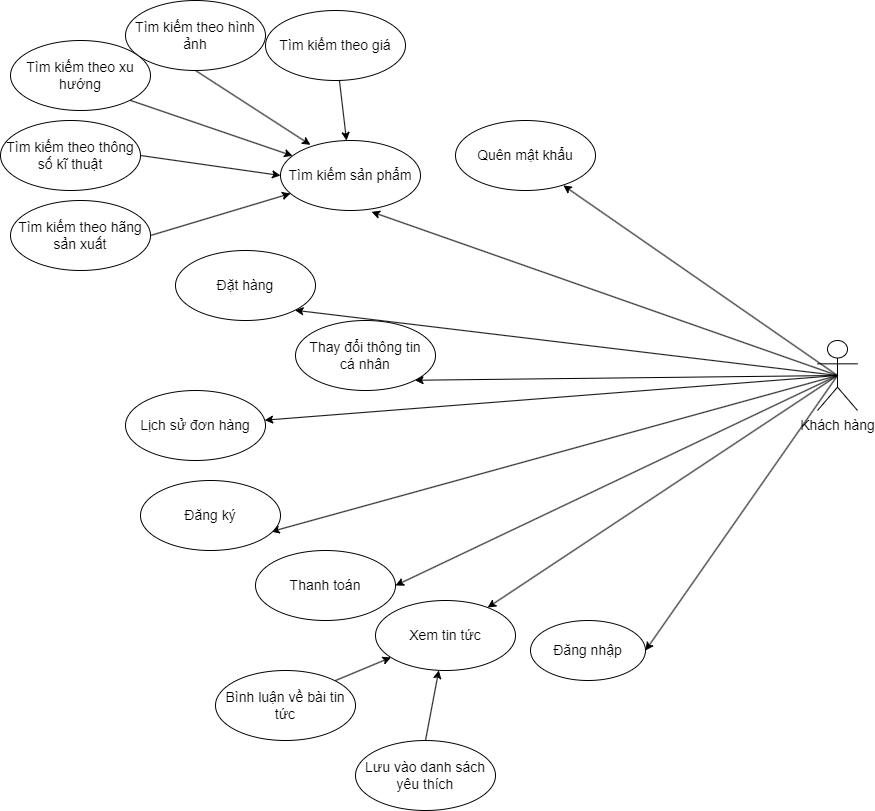 Tìm kiếm theo hình
ảnh
Tìm kiếm theo giá
Tìm kiếm theo xu
hướng
Tìm kiếm theo thông
số kĩ thuật
Tìm kiếm sản phẩm
Quên mật khẩu
Tìm kiếm theo hãng
sản xuất
Đặt hàng
Thay đổi thông tin
cá nhân
Lịch sử đơn hàng
Khách hàng
Đăng ký
Thanh toán
Xem tin tức
Đăng nhập
Bình luận về bài tin
tức
Lưu vào danh sách
yêu thích